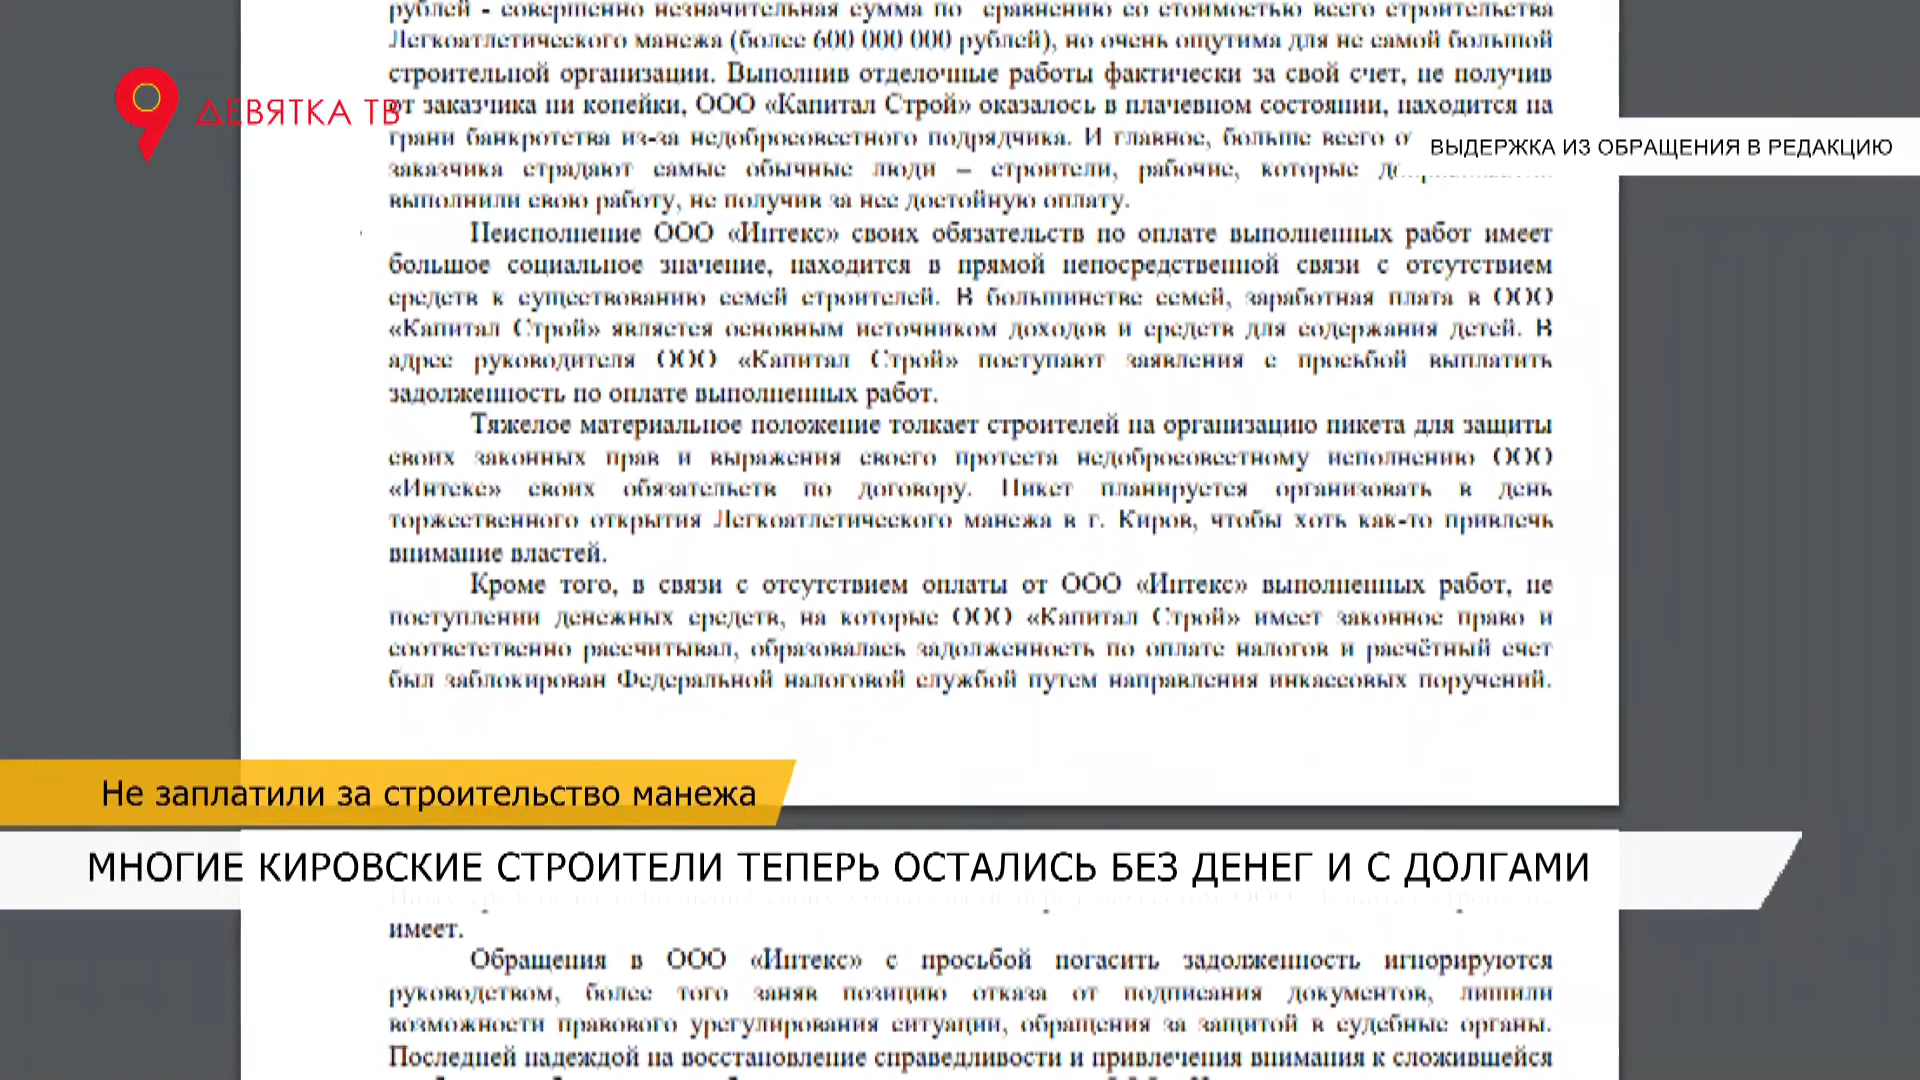 рублей - совершенно незначительная сумма по сравнению со стоимостью всего строительства
Легкоатлетического манежа (более 600 000 000 рублей), но очень ощутима для не самой большой
строительной организации. Выполнив отделочные работы фактически за свой счет, не получив
от заказчика ни копейки, ООО «Капитал Строй» оказалось в плачевном состоянии, находится на
ДЕВЯТКА ТВ
грани банкротства из-за недобросовестного подрядчика. И главное, больше всего
ВЫДЕРЖКА ИЗ ОБРАЩЕНИЯ В РЕДАКЦИЮ
заказчика страдают самые обычные люди – строители, рабочие, которые
выполнили свою работу, не получив за нее достойную оплату.
Неисполнение ООО «Интекс» своих обязательств по оплате выполненных работ имеет
большое социальное значение, находится в прямой непосредственной связи с отсутствием
средств к существованию семей строителей. В большинстве семей, заработная плата в ООО
«Капитал Строй» является основным источником доходов и средств для содержания детей. В
адрес руководителя ООО «Капитал Строй» поступают заявления с просьбой выплатить
задолженность по оплате выполненных работ.
Тяжелое материальное положение толкает строителей на организацию пикета для защиты
своих законных прав и выражения своего протеста недобросовестному исполнению ООО
«Интекс» своих обязательств по договору. Пикет планируется организовать в день
торжественного открытия Легкоатлетического манежа в г. Киров, чтобы хоть как-то привлечь
внимание властей.
Кроме того, в связи с отсутствием оплаты от ООО «Интекс» выполненных работ, не
поступлении денежных средств, на которые ООО «Капитал Строй» имеет законное право и
соответственно рассчитывал, образовалась задолженность по оплате налогов и расчётный счет
был заблокирован Федеральной налоговой службой путем направления инкассовых поручений.
Не заплатили за строительство манежа
МНОГИЕ КИРОВСКИЕ СТРОИТЕЛИ ТЕПЕРЬ ОСТАЛИСЬ БЕЗ ДЕНЕГ И С ДОЛГАМИ
имеет.
Обращения в ООО «Интекс» с просьбой погасить задолженность игнорируются
руководством, более того заняв позицию отказа от подписания документов, лишили
возможности правового урегулирования ситуации, обращения за защитой в судебные органы.
Последней надеждой на восстановление справедливости и привлечения внимания к сложившейся